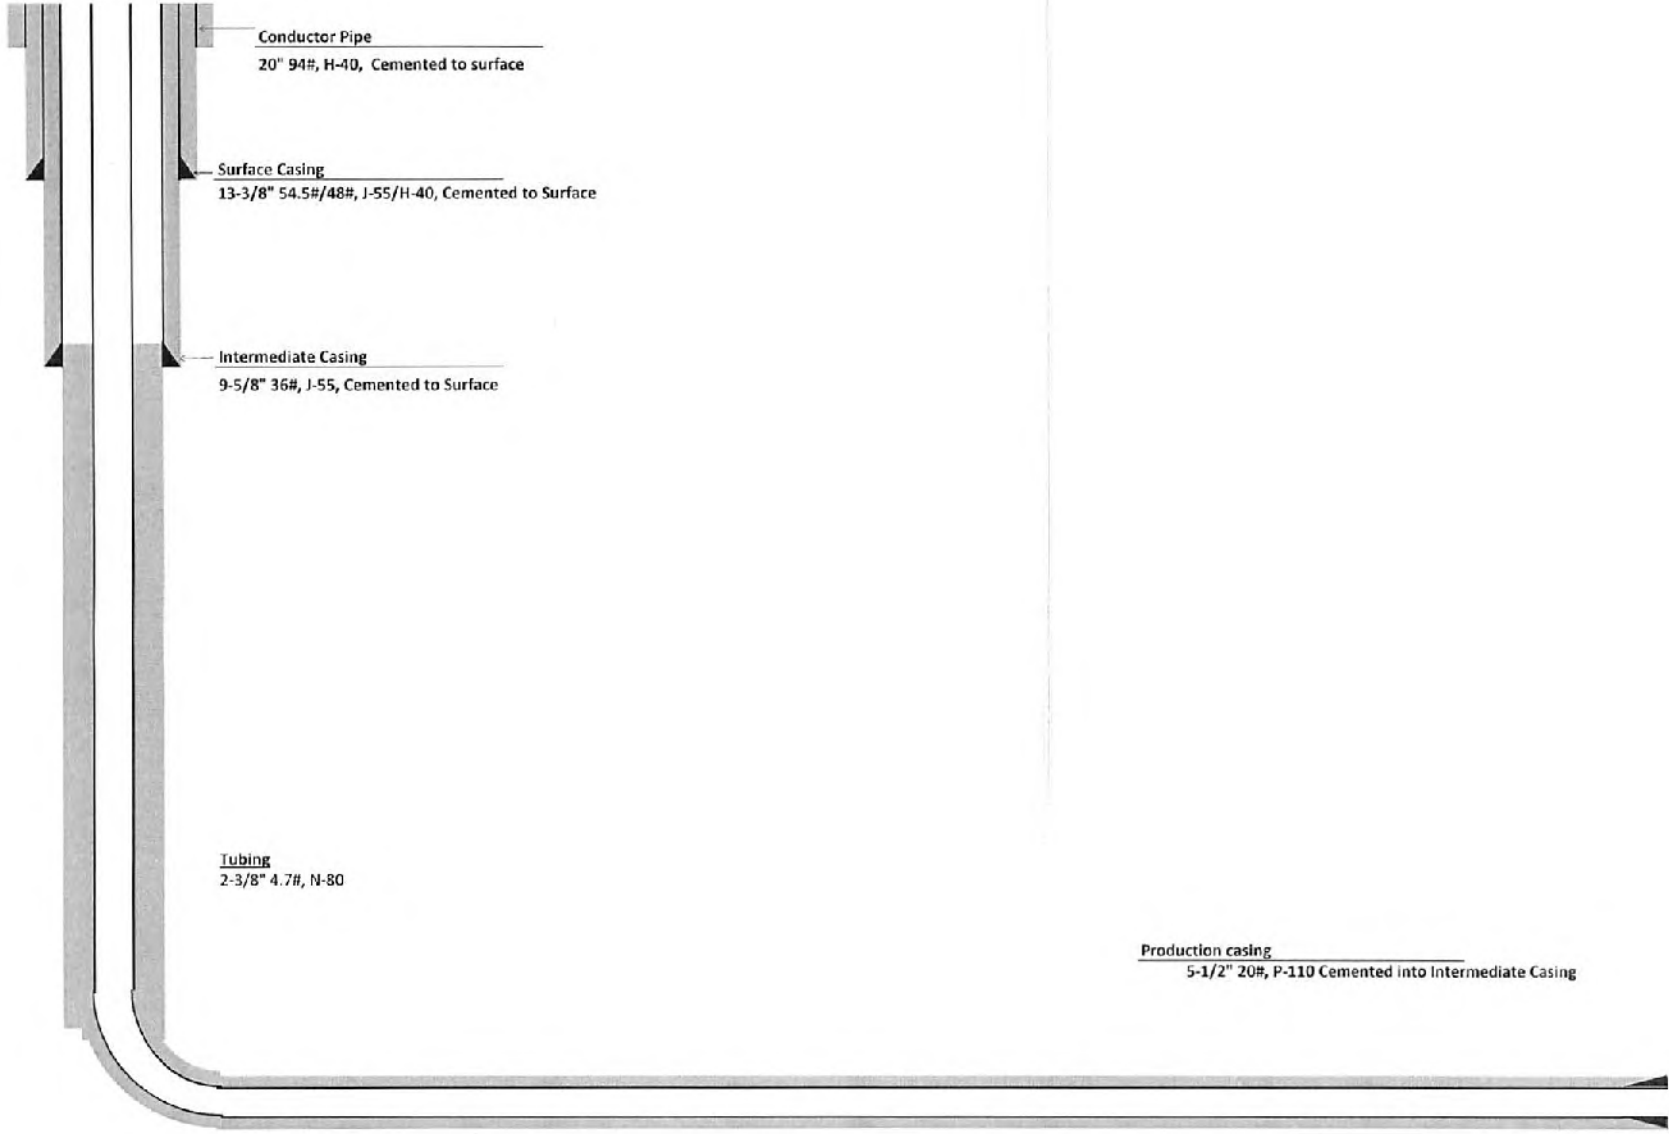 Conductor Pipe
20" 94#, H-40, Cemented to surface
Surface Casing
13-3/8" 54.5#/48#, J-55/H-40, Cemented to Surface
Intermediate Casing
9-5/8" 36#, J-55, Cemented to Surface
Tubing
2-3/8" 4.7#, N-80
Production casing
5-1/2" 20#, P-110 Cemented into Intermediate Casing